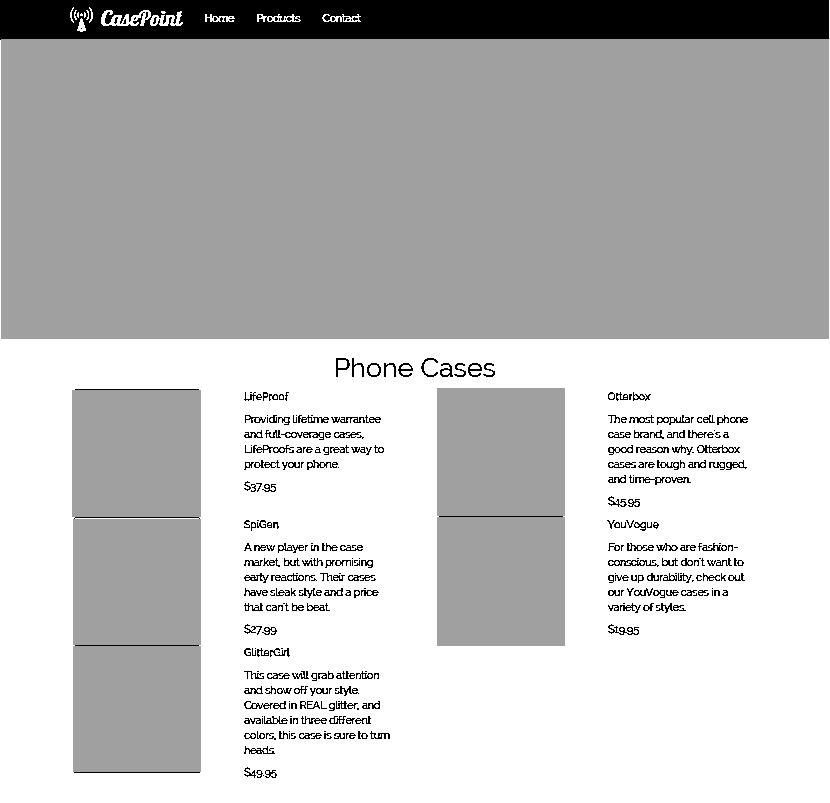 CasePoint Home Products Contact
Phone Cases
LifeProof
Providing lifetime warrantee
and full-coverage cases,
LifeProofs are a great way to
protect your phone.
$37.95
Otterbox
The most popular cell phone
case brand, and there's a
good reason why. Otterbox
cases are tough and rugged,
and time-proven.
$45.95
SpiGen
A new player in the case
market, but with promising
early reactions. Their cases
have sleak style and a price
that can't be beat.
$27.99
YouVogue
For those who are fashion-
conscious, but don't want to
give up durability, check out
our YouVogue cases in a
variety of styles.
$19.95
GlitterGirl
This case will grab attention
and show off your style.
Covered in REAL glitter, and
available in three different
colors, this case is sure to turn
heads.
$49.95